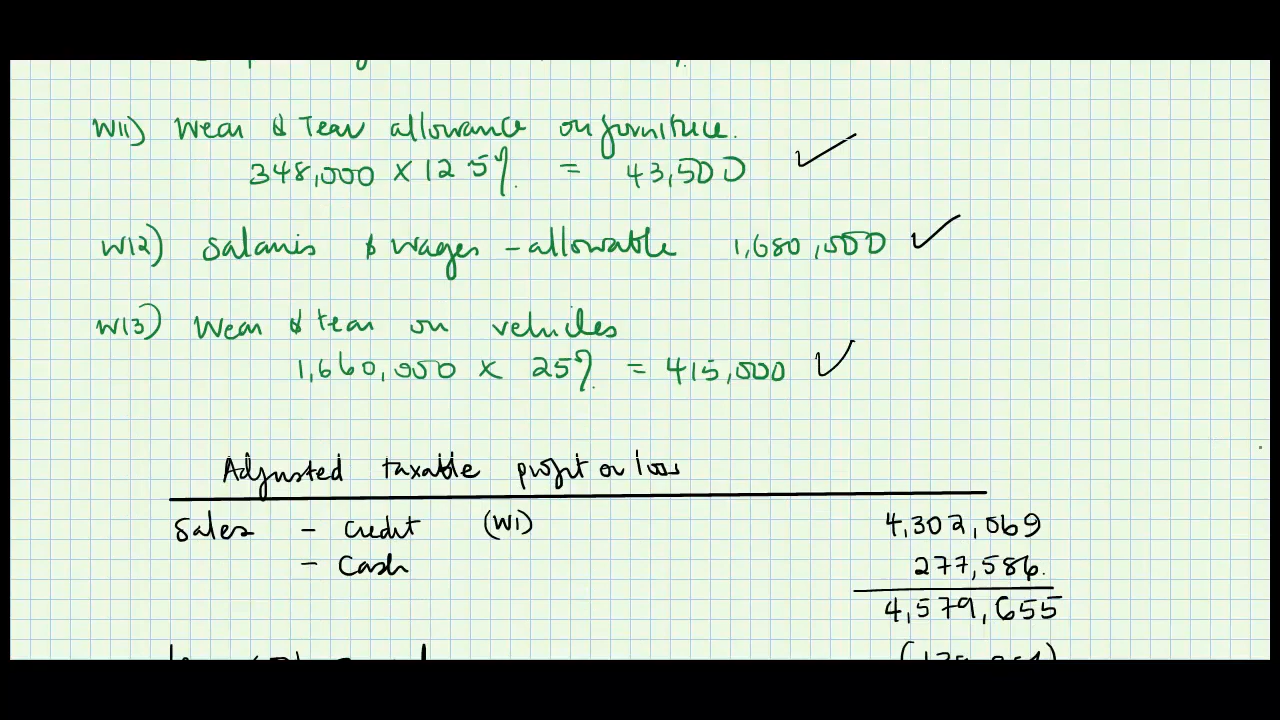 W11) Wear & Tear allowance on furniture.
348,000 x 12 5% = 43,500
W12) Salaries & wages - allowable 1,680,000
W13) Wear & tear on vehicles
1,660,000 x 25% = 415,000
Adjusted taxable profit or loss
Sales - Credit (W1) 4,302,069
- Cash 277,586.
4,579,655